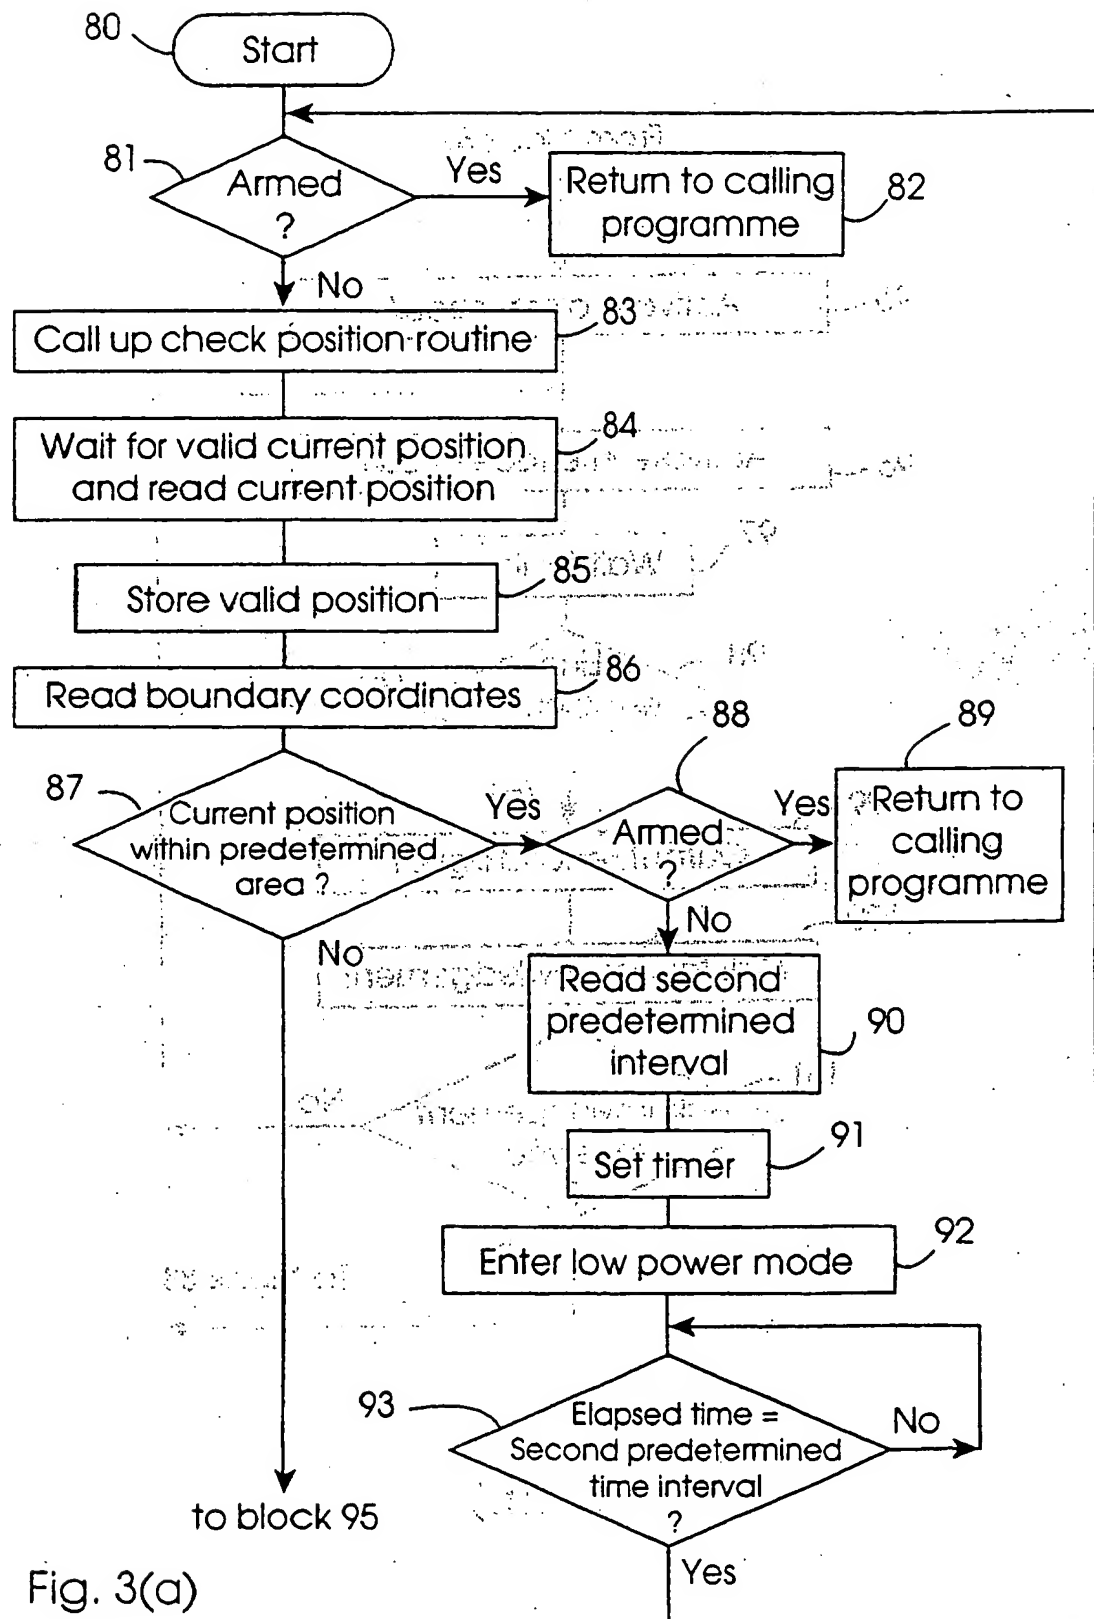 80
Start
81
Armed
?
Yes
Return to calling
programme
82
No
Call up check position routine
83
Wait for valid current position
and read current position
84
Store valid position
85
Read boundary coordinates
86
87
Current position
within predetermined
area ?
Yes
88
Armed
?
Yes
89
Return to
calling
programme
No
No
Read second
predetermined
interval
90
Set timer
91
Enter low power mode
92
93
Elapsed time =
Second predetermined
time interval
?
No
Yes
to block 95
Fig. 3(a)